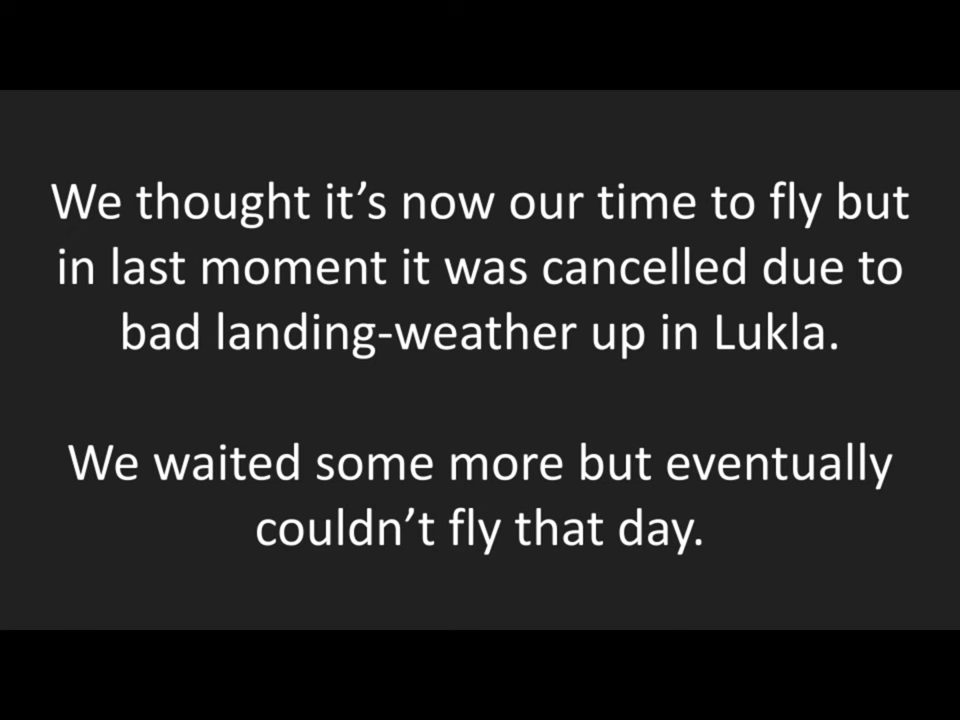 We thought it’s now our time to fly but
in last moment it was cancelled due to
bad landing-weather up in Lukla.
We waited some more but eventually
couldn’t fly that day.